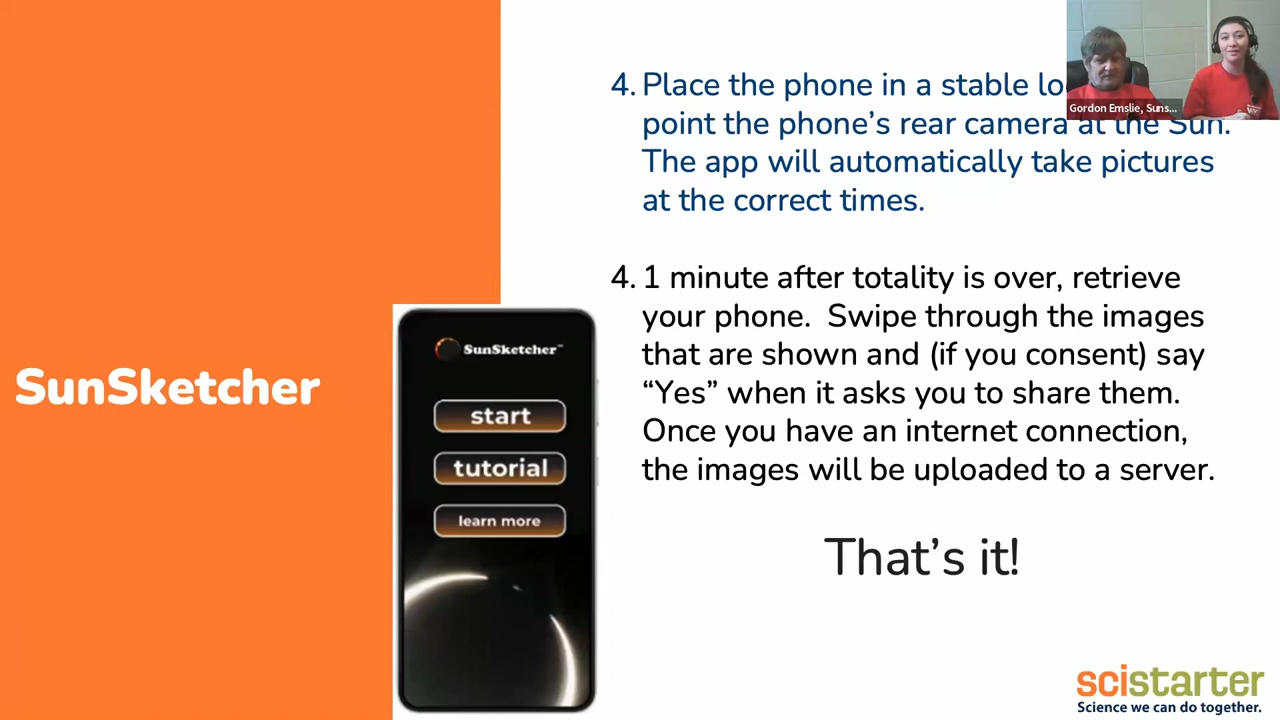 4. Place the phone in a stable lo
point the phone's rear camera at the Sun.
The app will automatically take pictures
at the correct times.
4. 1 minute after totality is over, retrieve
your phone. Swipe through the images
that are shown and (if you consent) say
“Yes” when it asks you to share them.
Once you have an internet connection,
the images will be uploaded to a server.
That’s it!
SunSketcher
SunSketcher™
start
tutorial
learn more
Gordon Emslie, Suns...
scistarter
Science we can do together.